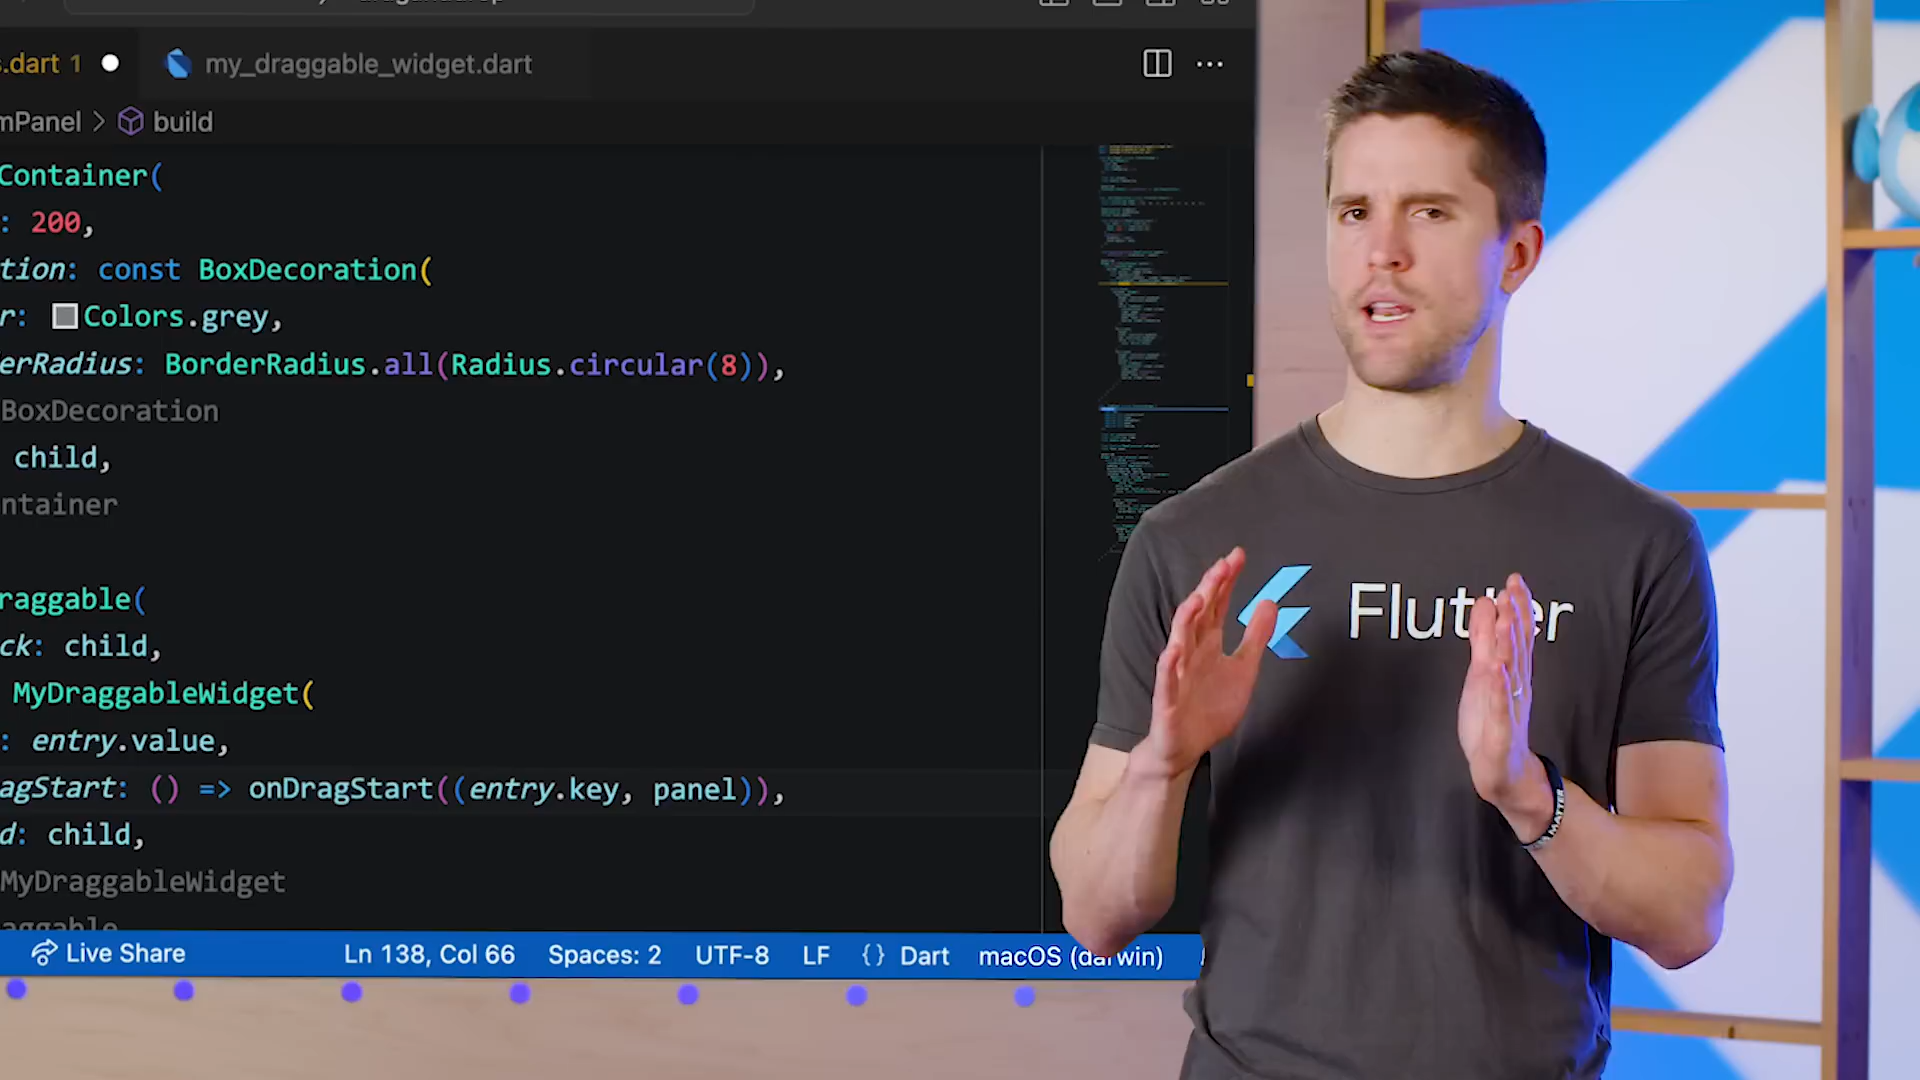 .dart 1
my_draggable_widget.dart
mPanel > build
Container(
: 200,
tion: const BoxDecoration(
r: Colors.grey,
erRadius: BorderRadius.all(Radius.circular(8)),
BoxDecoration
child,
ntainer
raggable(
ck: child,
MyDraggableWidget(
: entry.value,
agStart: () => onDragStart((entry.key, panel)),
d: child,
MyDraggableWidget
Live Share
Ln 138, Col 66
Spaces: 2
UTF-8
LF
{} Dart
macOS (darwin)
Flutter
MATTER